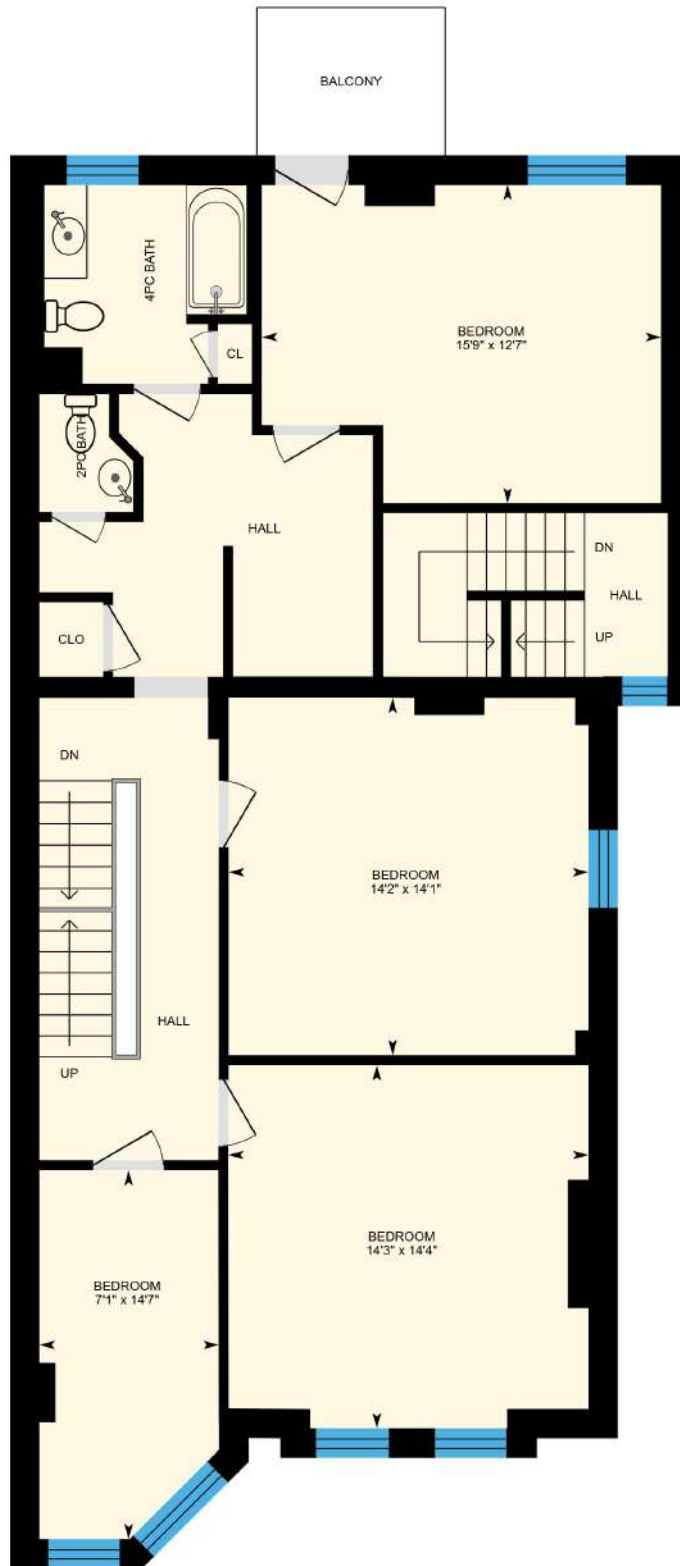 BALCONY
4PC BATH
BEDROOM
15'9" x 12'7"
CL
2PC BATH
HALL
DN
HALL
UP
CLO
DN
BEDROOM
14'2" x 14'1"
HALL
UP
BEDROOM
14'3" x 14'4"
BEDROOM
7'1" x 14'7"